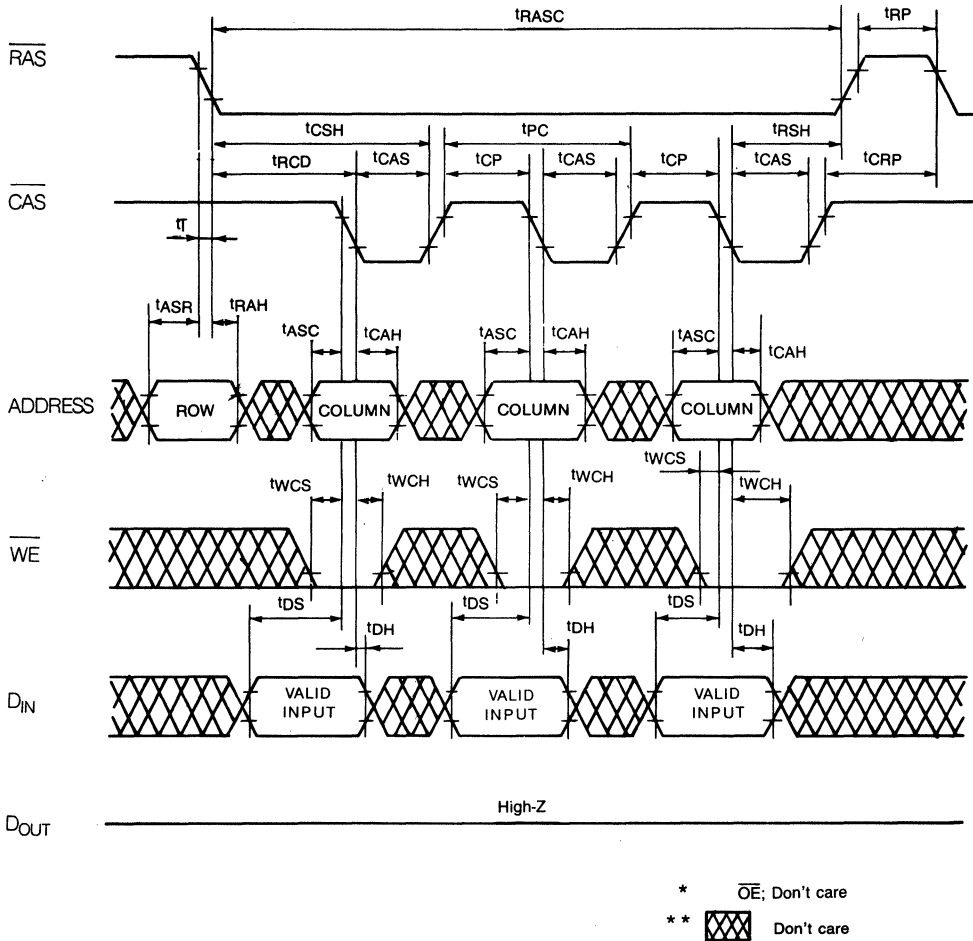 tRASC tRP
RAS
tCSH tPC tRSH
tRCD tCAS tCP tCAS tCP tCAS tCRP
CAS
tT
tASR tRAH tASC tCAH tASC tCAH tASC tCAH
ADDRESS ROW COLUMN COLUMN COLUMN
tWCS tWCH tWCS tWCH tWCS tWCH
WE
tDS tDH tDS tDH tDS tDH
DIN VALID INPUT VALID INPUT VALID INPUT
High-Z
DOUT
* OE; Don't care
** Don't care